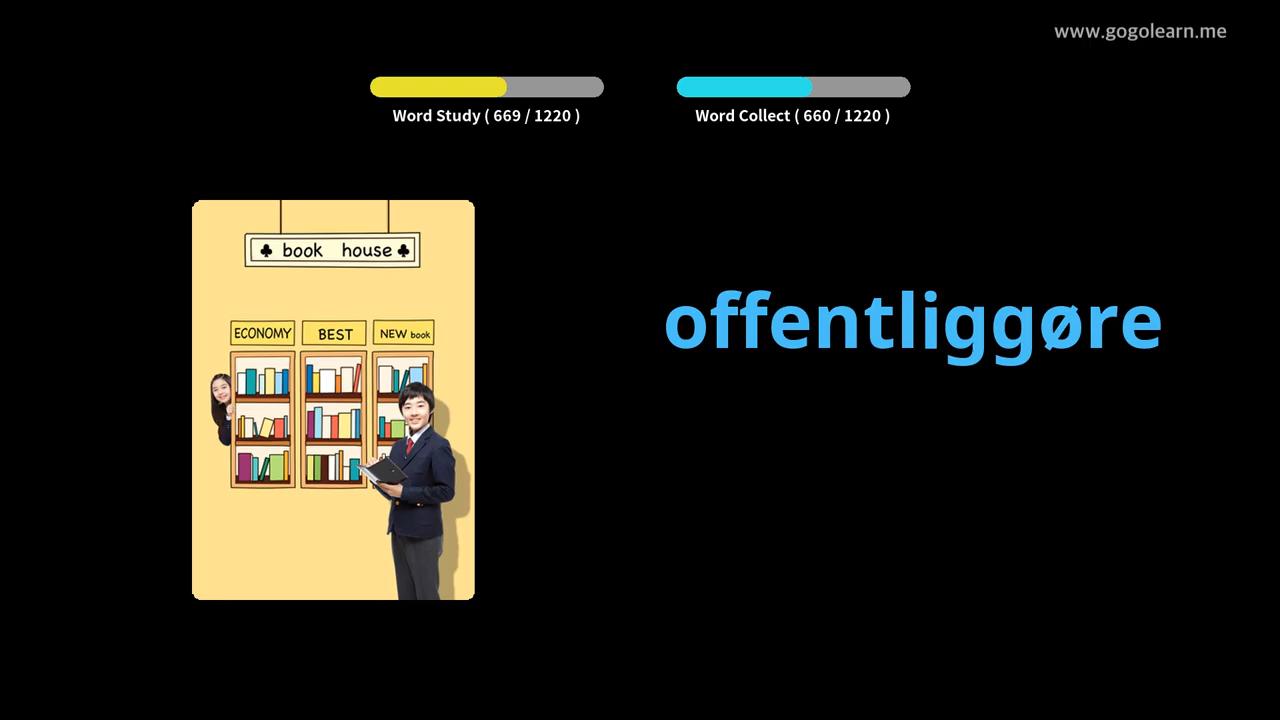 www.gogolearn.me
Word Study ( 669 / 1220 )
Word Collect ( 660 / 1220 )
♣ book house ♣
ECONOMY
BEST
NEW book
offentliggøre